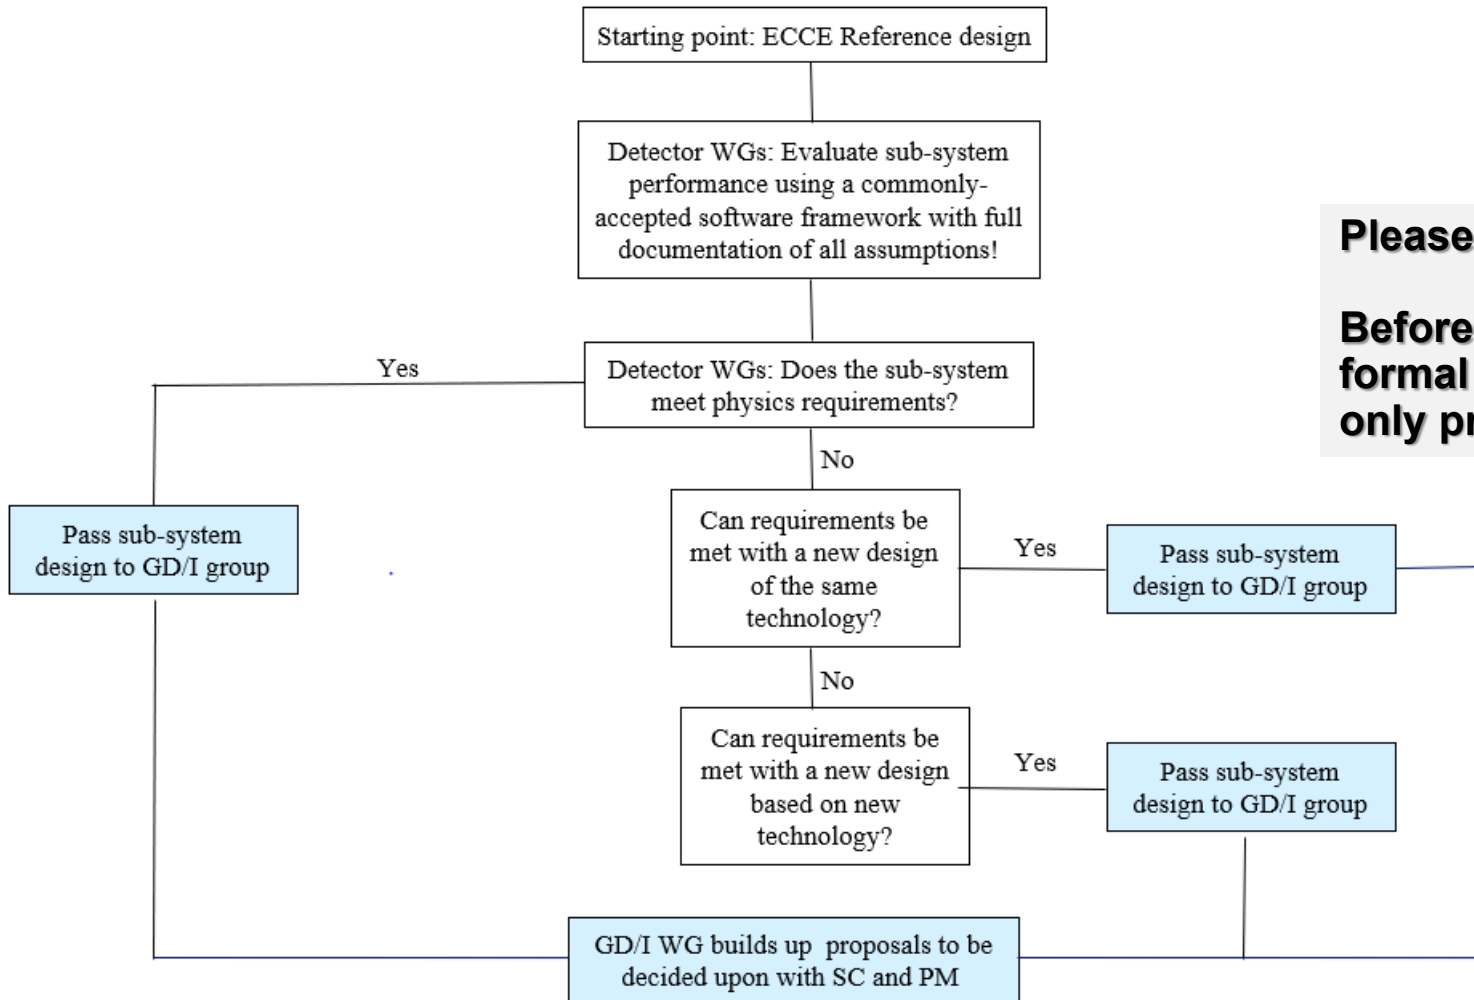 Starting point: ECCE Reference design
Detector WGs: Evaluate sub-system
performance using a commonly-
accepted software framework with full
documentation of all assumptions!
Please
Before
formal
only pr
Yes
Detector WGs: Does the sub-system
meet physics requirements?
No
Pass sub-system
design to GD/I group
Can requirements be
met with a new design
of the same
technology?
Yes
Pass sub-system
design to GD/I group
No
Can requirements be
met with a new design
based on new
technology?
Yes
Pass sub-system
design to GD/I group
GD/I WG builds up proposals to be
decided upon with SC and PM